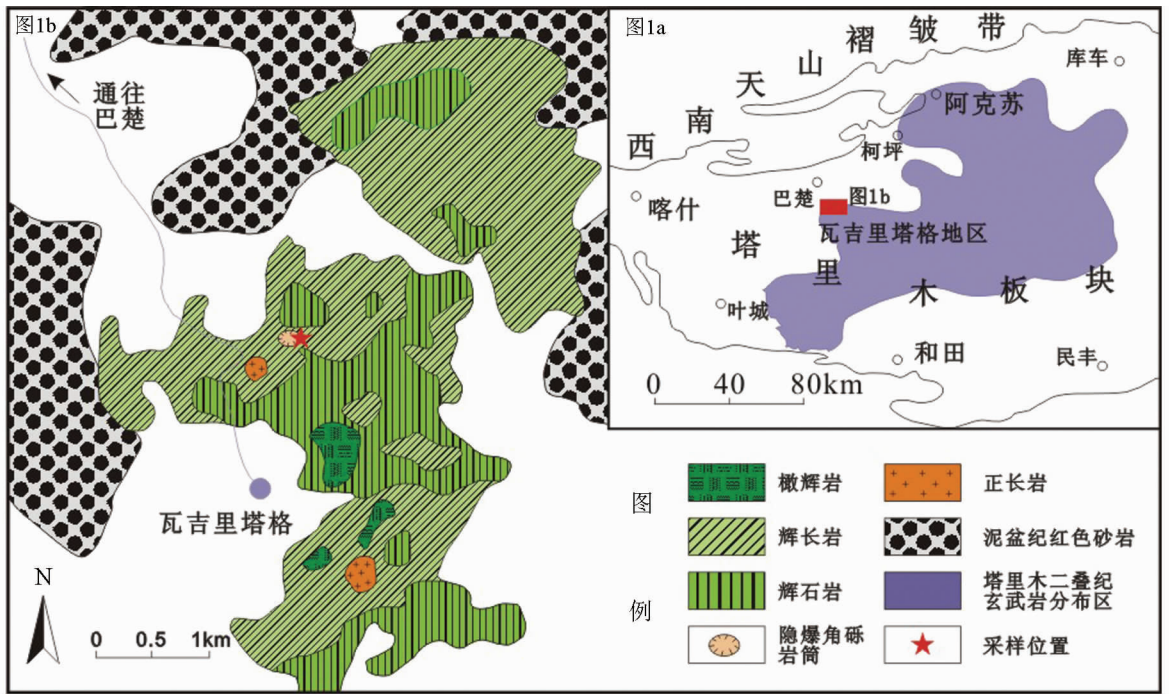 图1b
通往
巴楚
瓦吉里塔格
N
0 0.5 1km
图1a
西南天山褶皱带
库车
阿克苏
柯坪
巴楚
图1b
喀什
瓦吉里塔格地区
塔里木板块
叶城
和田
民丰
0 40 80km
图例
橄辉岩
正长岩
辉长岩
泥盆纪红色砂岩
辉石岩
塔里木二叠纪
玄武岩分布区
隐爆角砾
岩筒
采样位置